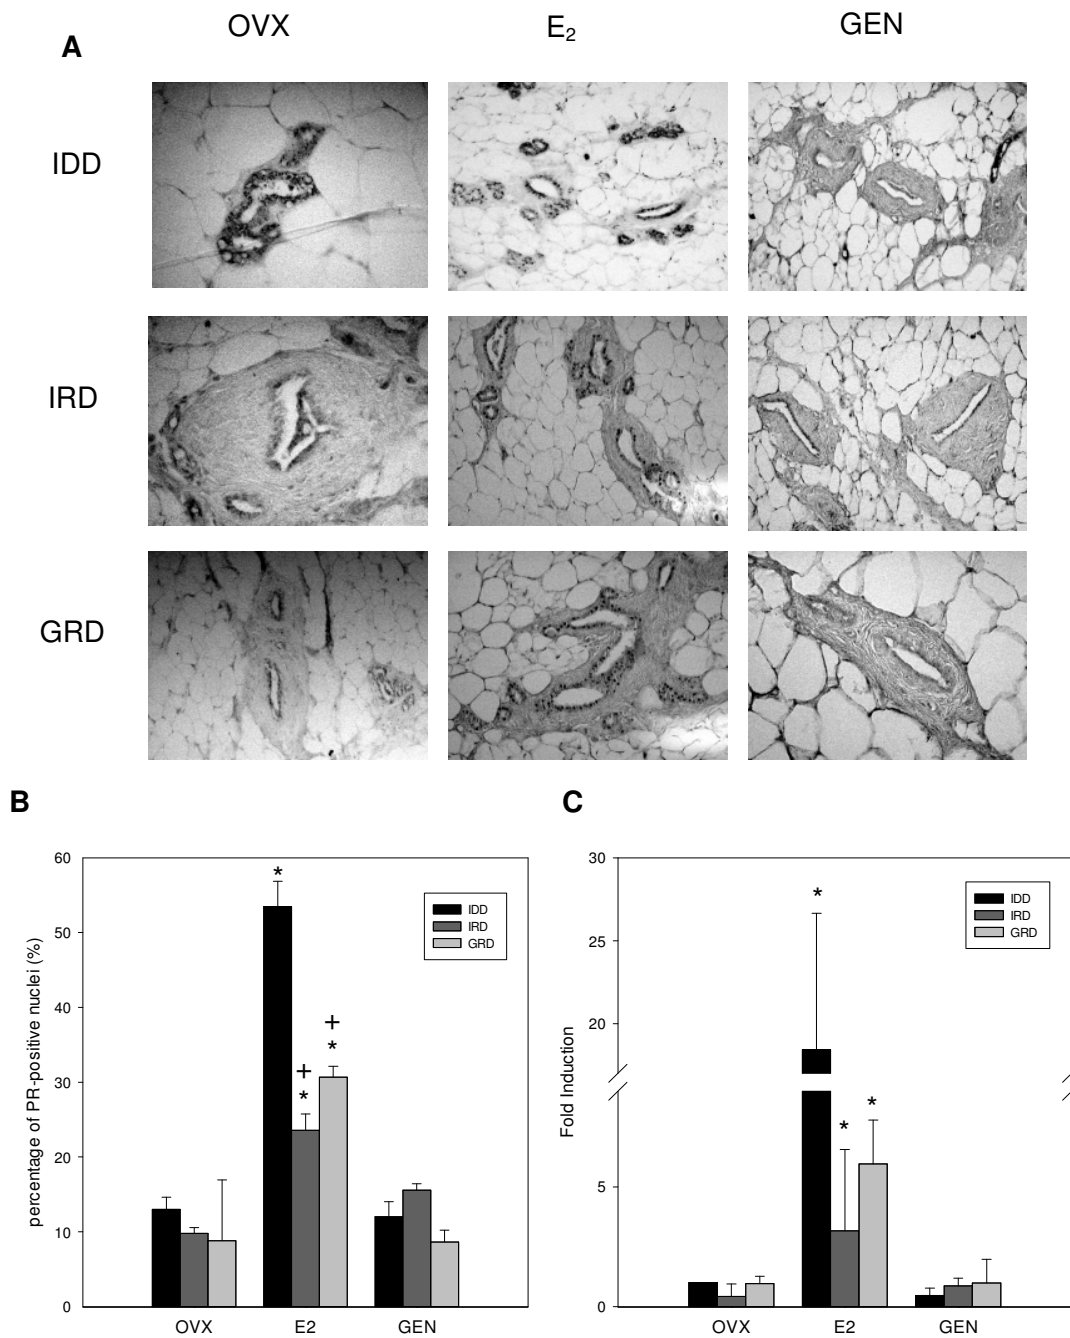 OVX E2 GEN
A
IDD
IRD
GRD
B C
percentage of PR-positive nuclei (%)
60
50
40
30
20
10
0
*
+
*
+
*
IDD
IRD
GRD
OVX E2 GEN
Fold Induction
30
25
20
5
0
*
*
*
IDD
IRD
GRD
OVX E2 GEN